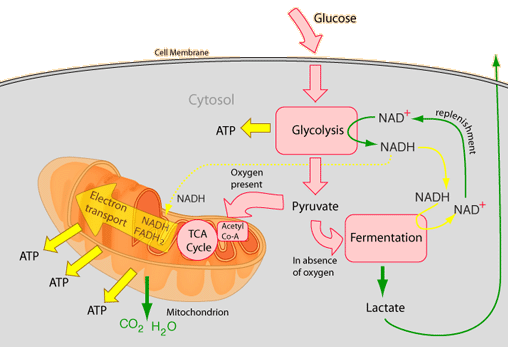 Glucose
Cell Membrane
Cytosol
ATP
Glycolysis
NAD+
replenishment
NADH
Oxygen
present
NADH
Pyruvate
NADH
NAD+
Electron
transport
NADH
FADH2
TCA
Cycle
Acetyl
Co-A
Fermentation
In absence
of oxygen
ATP
ATP
ATP
Mitochondrion
CO2 H2O
Lactate